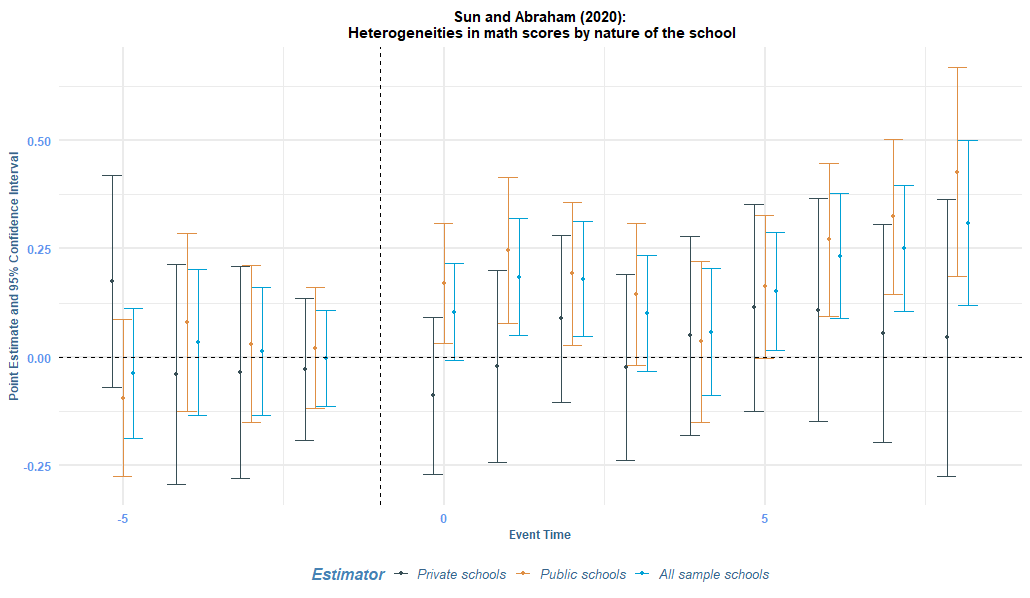 Sun and Abraham (2020):
Heterogeneities in math scores by nature of the school
Point Estimate and 95% Confidence Interval
0.50
0.25
0.00
-0.25
-5
0
5
Event Time
Estimator Private schools Public schools All sample schools